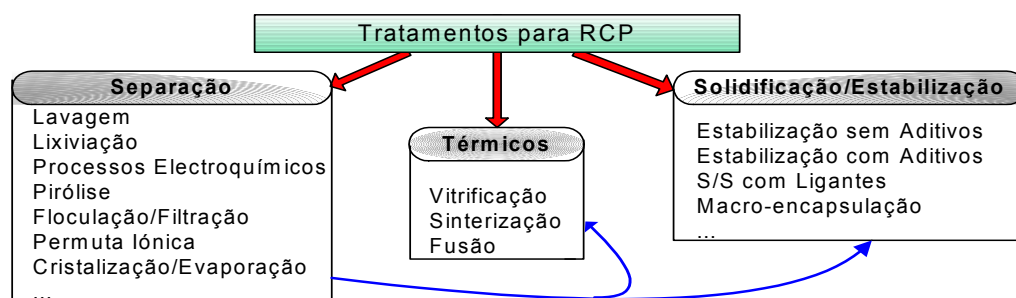 Tratamentos para RCP
Separação
Lavagem
Lixiviação
Processos Electroquímicos
Pirólise
Floculação/Filtração
Permuta Iónica
Cristalização/Evaporação
...
Térmicos
Vitrificação
Sinterização
Fusão
Solidificação/Estabilização
Estabilização sem Aditivos
Estabilização com Aditivos
S/S com Ligantes
Macro-encapsulação
...